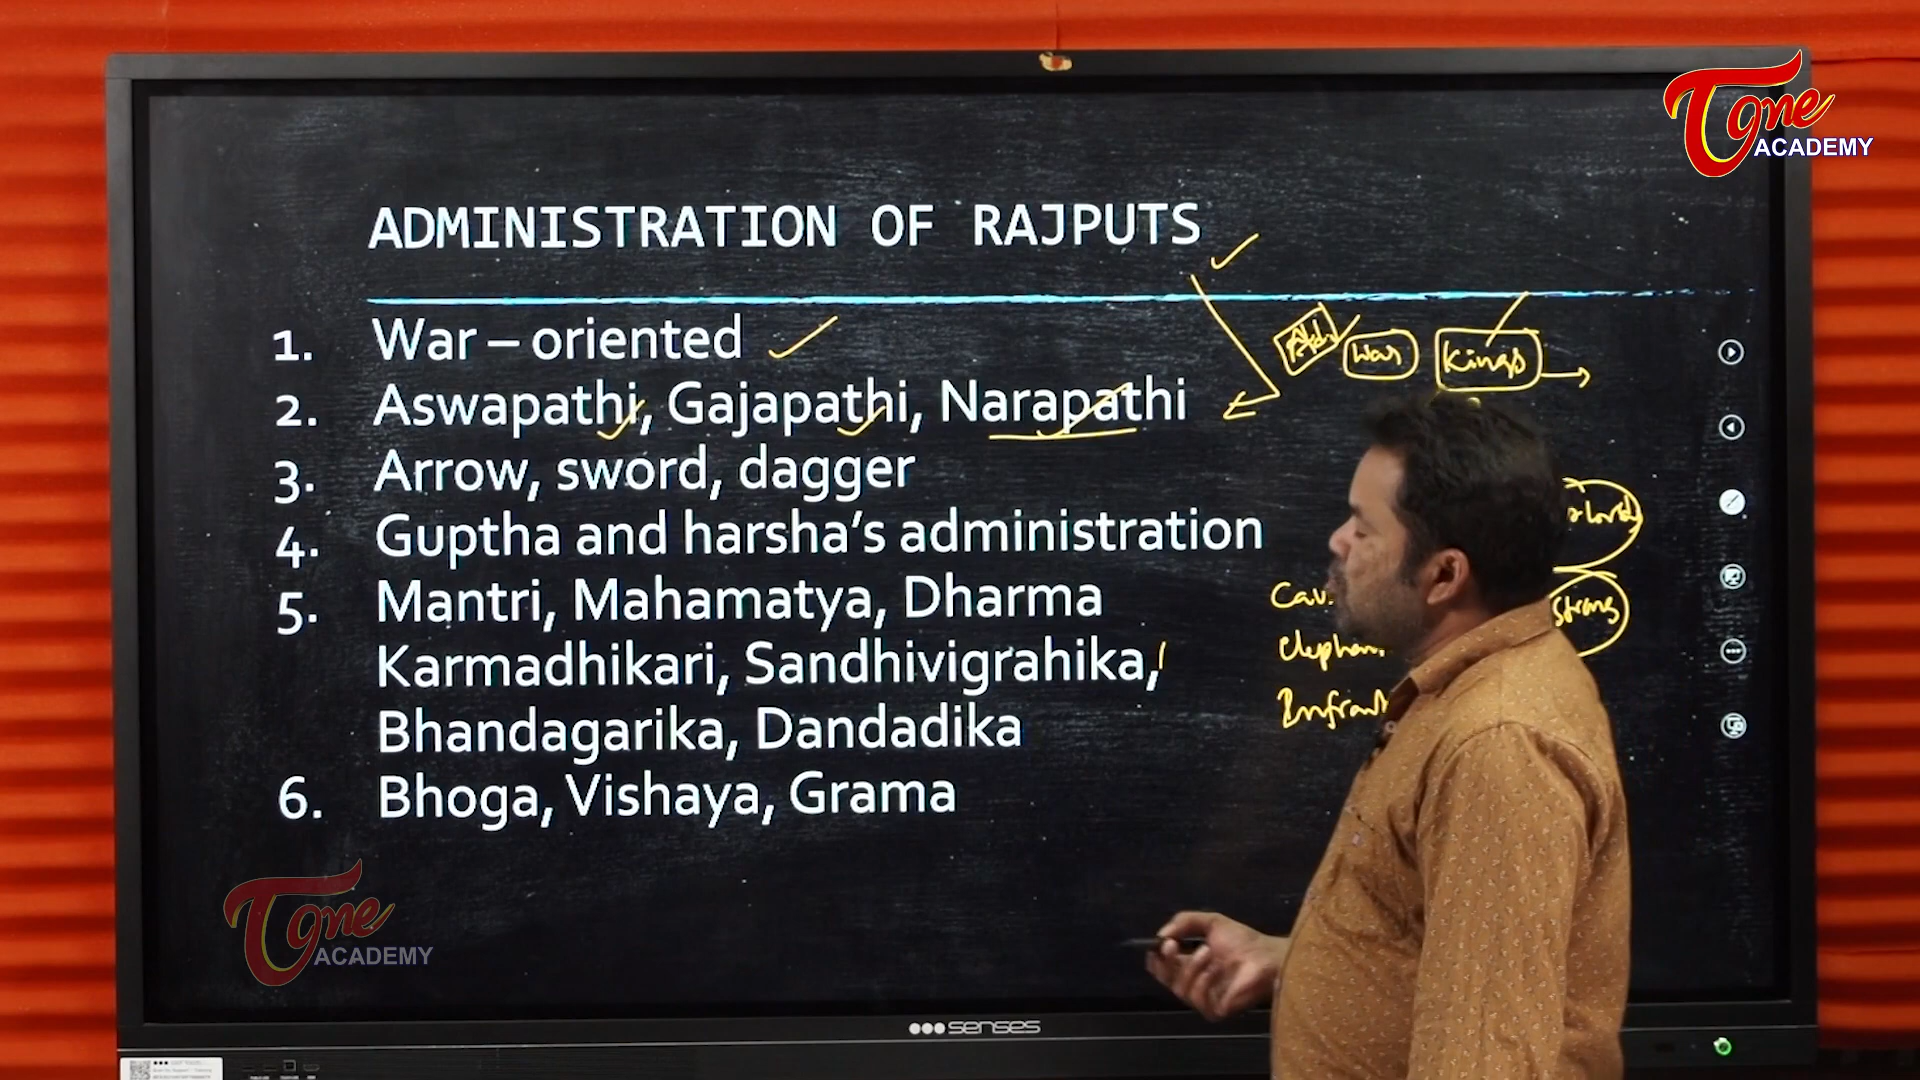 Tone
ACADEMY
ADMINISTRATION OF RAJPUTS
1. War – oriented
war
Kings
2. Aswapathi, Gajapathi, Narapathi
3. Arrow, sword, dagger
4. Guptha and harsha's administration
5. Mantri, Mahamatya, Dharma
Cav.
strong
Karmadhikari, Sandhivigrahika,
Elephan
Infrant
Bhandagarika, Dandadika
6. Bhoga, Vishaya, Grama
Tone
ACADEMY
senses